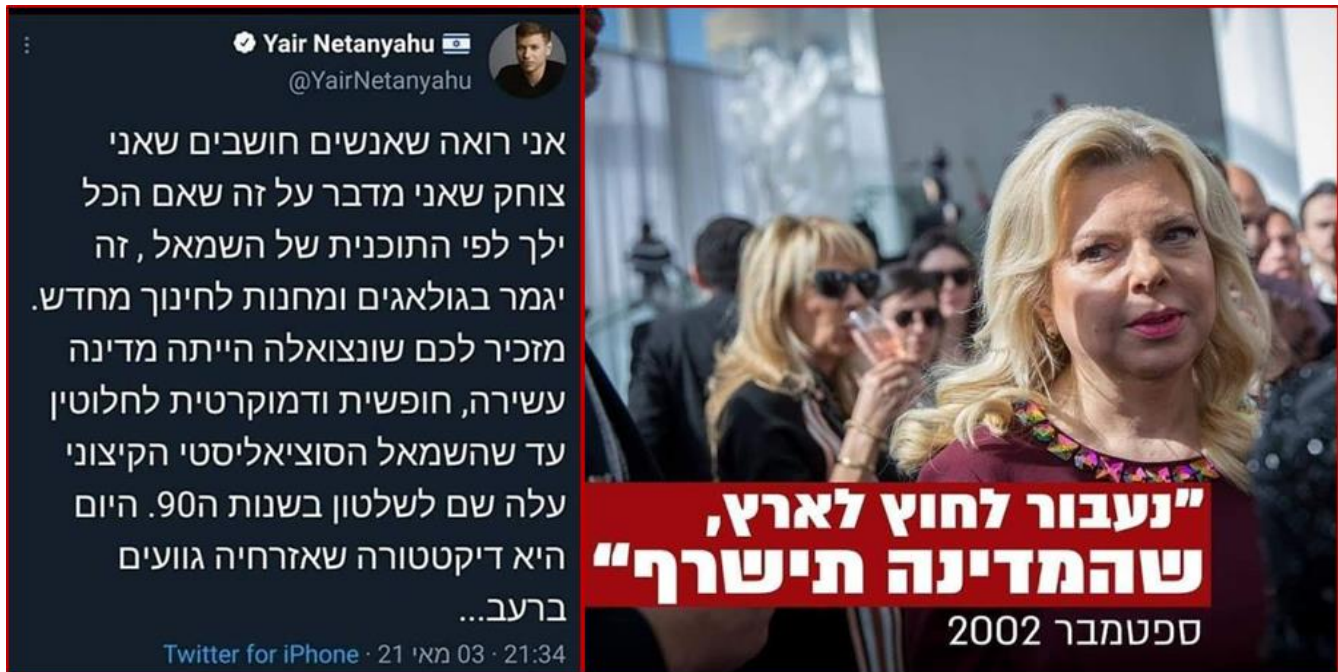 Yair Netanyahu 🇮🇱
@YairNetanyahu
אני רואה שאנשים חושבים שאני
צוחק שאני מדבר על זה שאם הכל
ילך לפי התוכנית של השמאל , זה
יגמר בגולאגים ומחנות לחינוך מחדש.
מזכיר לכם שונצואלה הייתה מדינה
עשירה, חופשית ודמוקרטית לחלוטין
עד שהשמאל הסוציאליסטי הקיצוני
עלה שם לשלטון בשנות ה90. היום
היא דיקטטורה שאזרחיה גוועים
ברעב...
21:34 · 03 מאי 21 · Twitter for iPhone
"נעבור לחוץ לארץ,
שהמדינה תישרף"
ספטמבר 2002